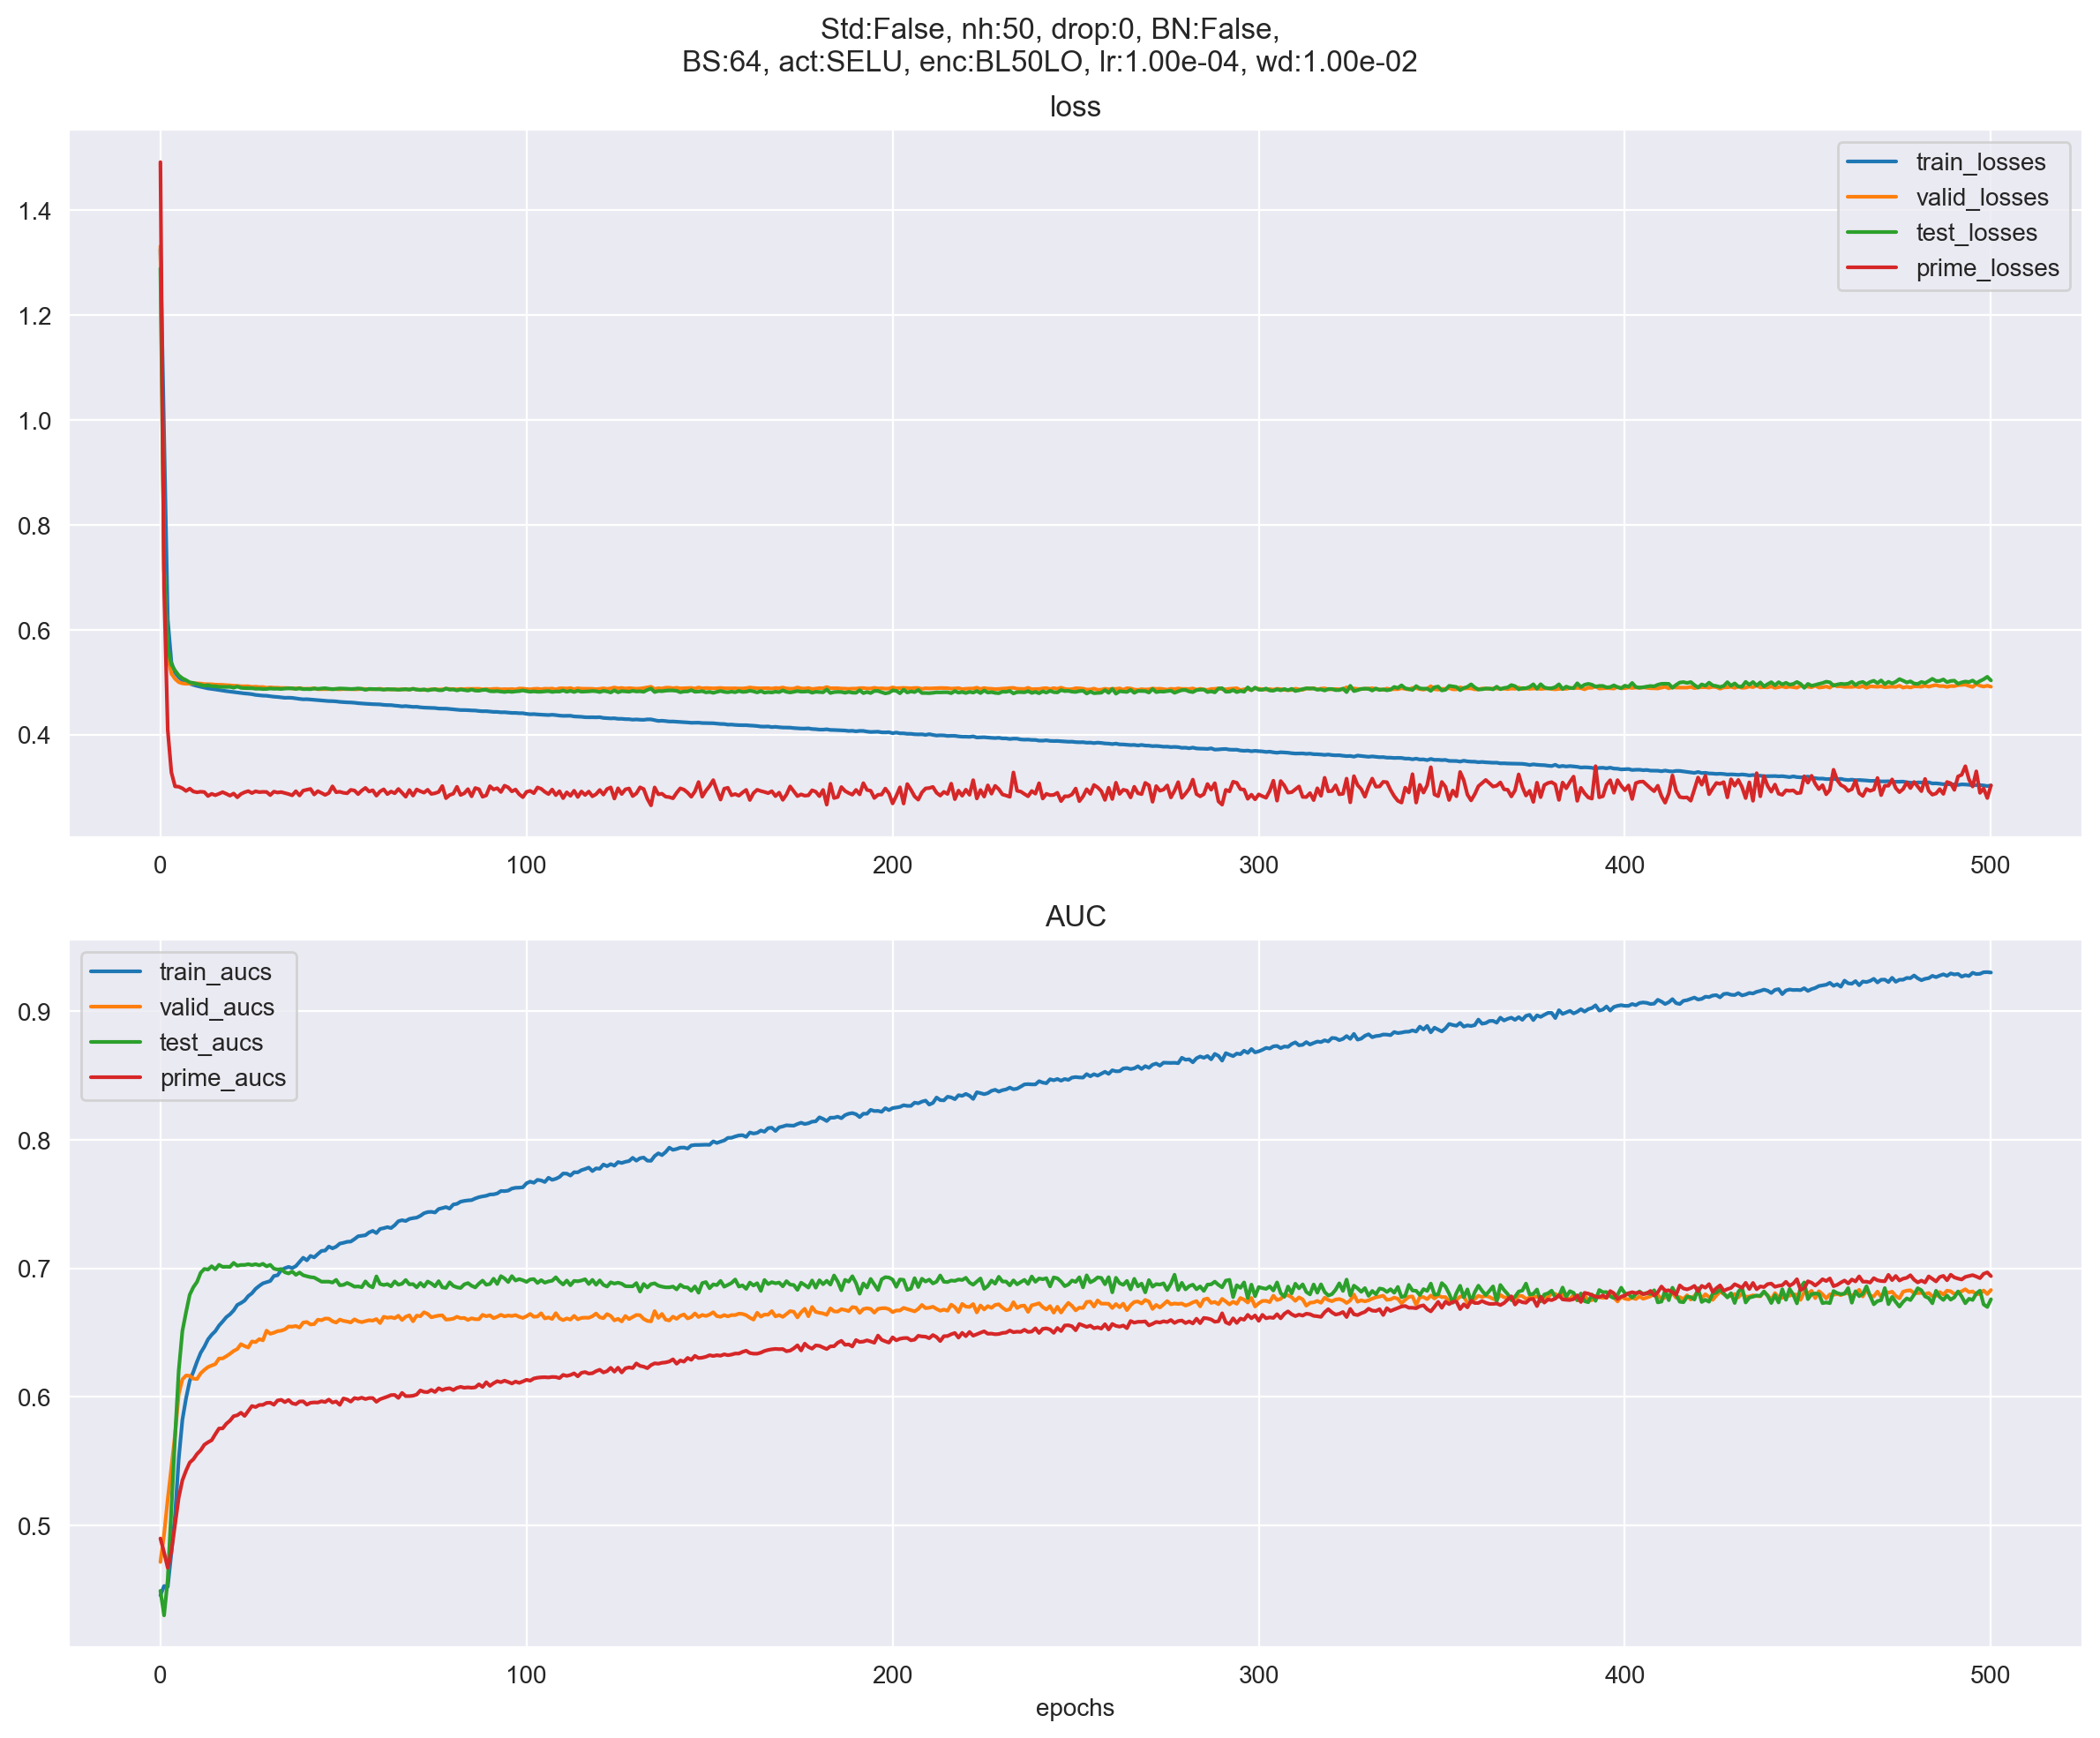 Std:False, nh:50, drop:0, BN:False,
BS:64, act:SELU, enc:BL50LO, lr:1.00e-04, wd:1.00e-02
loss
train_losses
valid_losses
test_losses
prime_losses
1.4
1.2
1.0
0.8
0.6
0.4
0 100 200 300 400 500
AUC
train_aucs
valid_aucs
test_aucs
prime_aucs
0.9
0.8
0.7
0.6
0.5
0 100 200 300 400 500
epochs